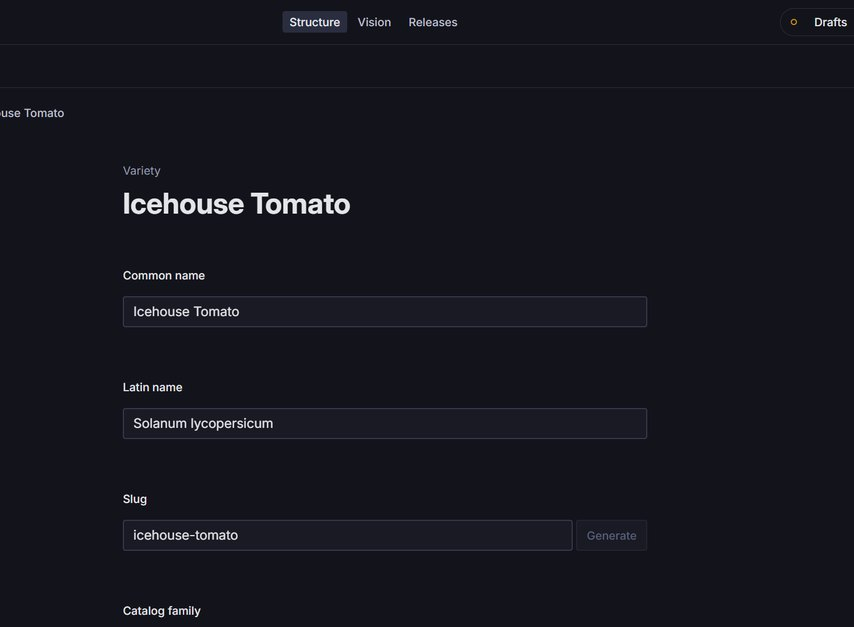 Structure Vision Releases Drafts
use Tomato
Variety
Icehouse Tomato
Common name
Icehouse Tomato
Latin name
Solanum lycopersicum
Slug
icehouse-tomato Generate
Catalog family